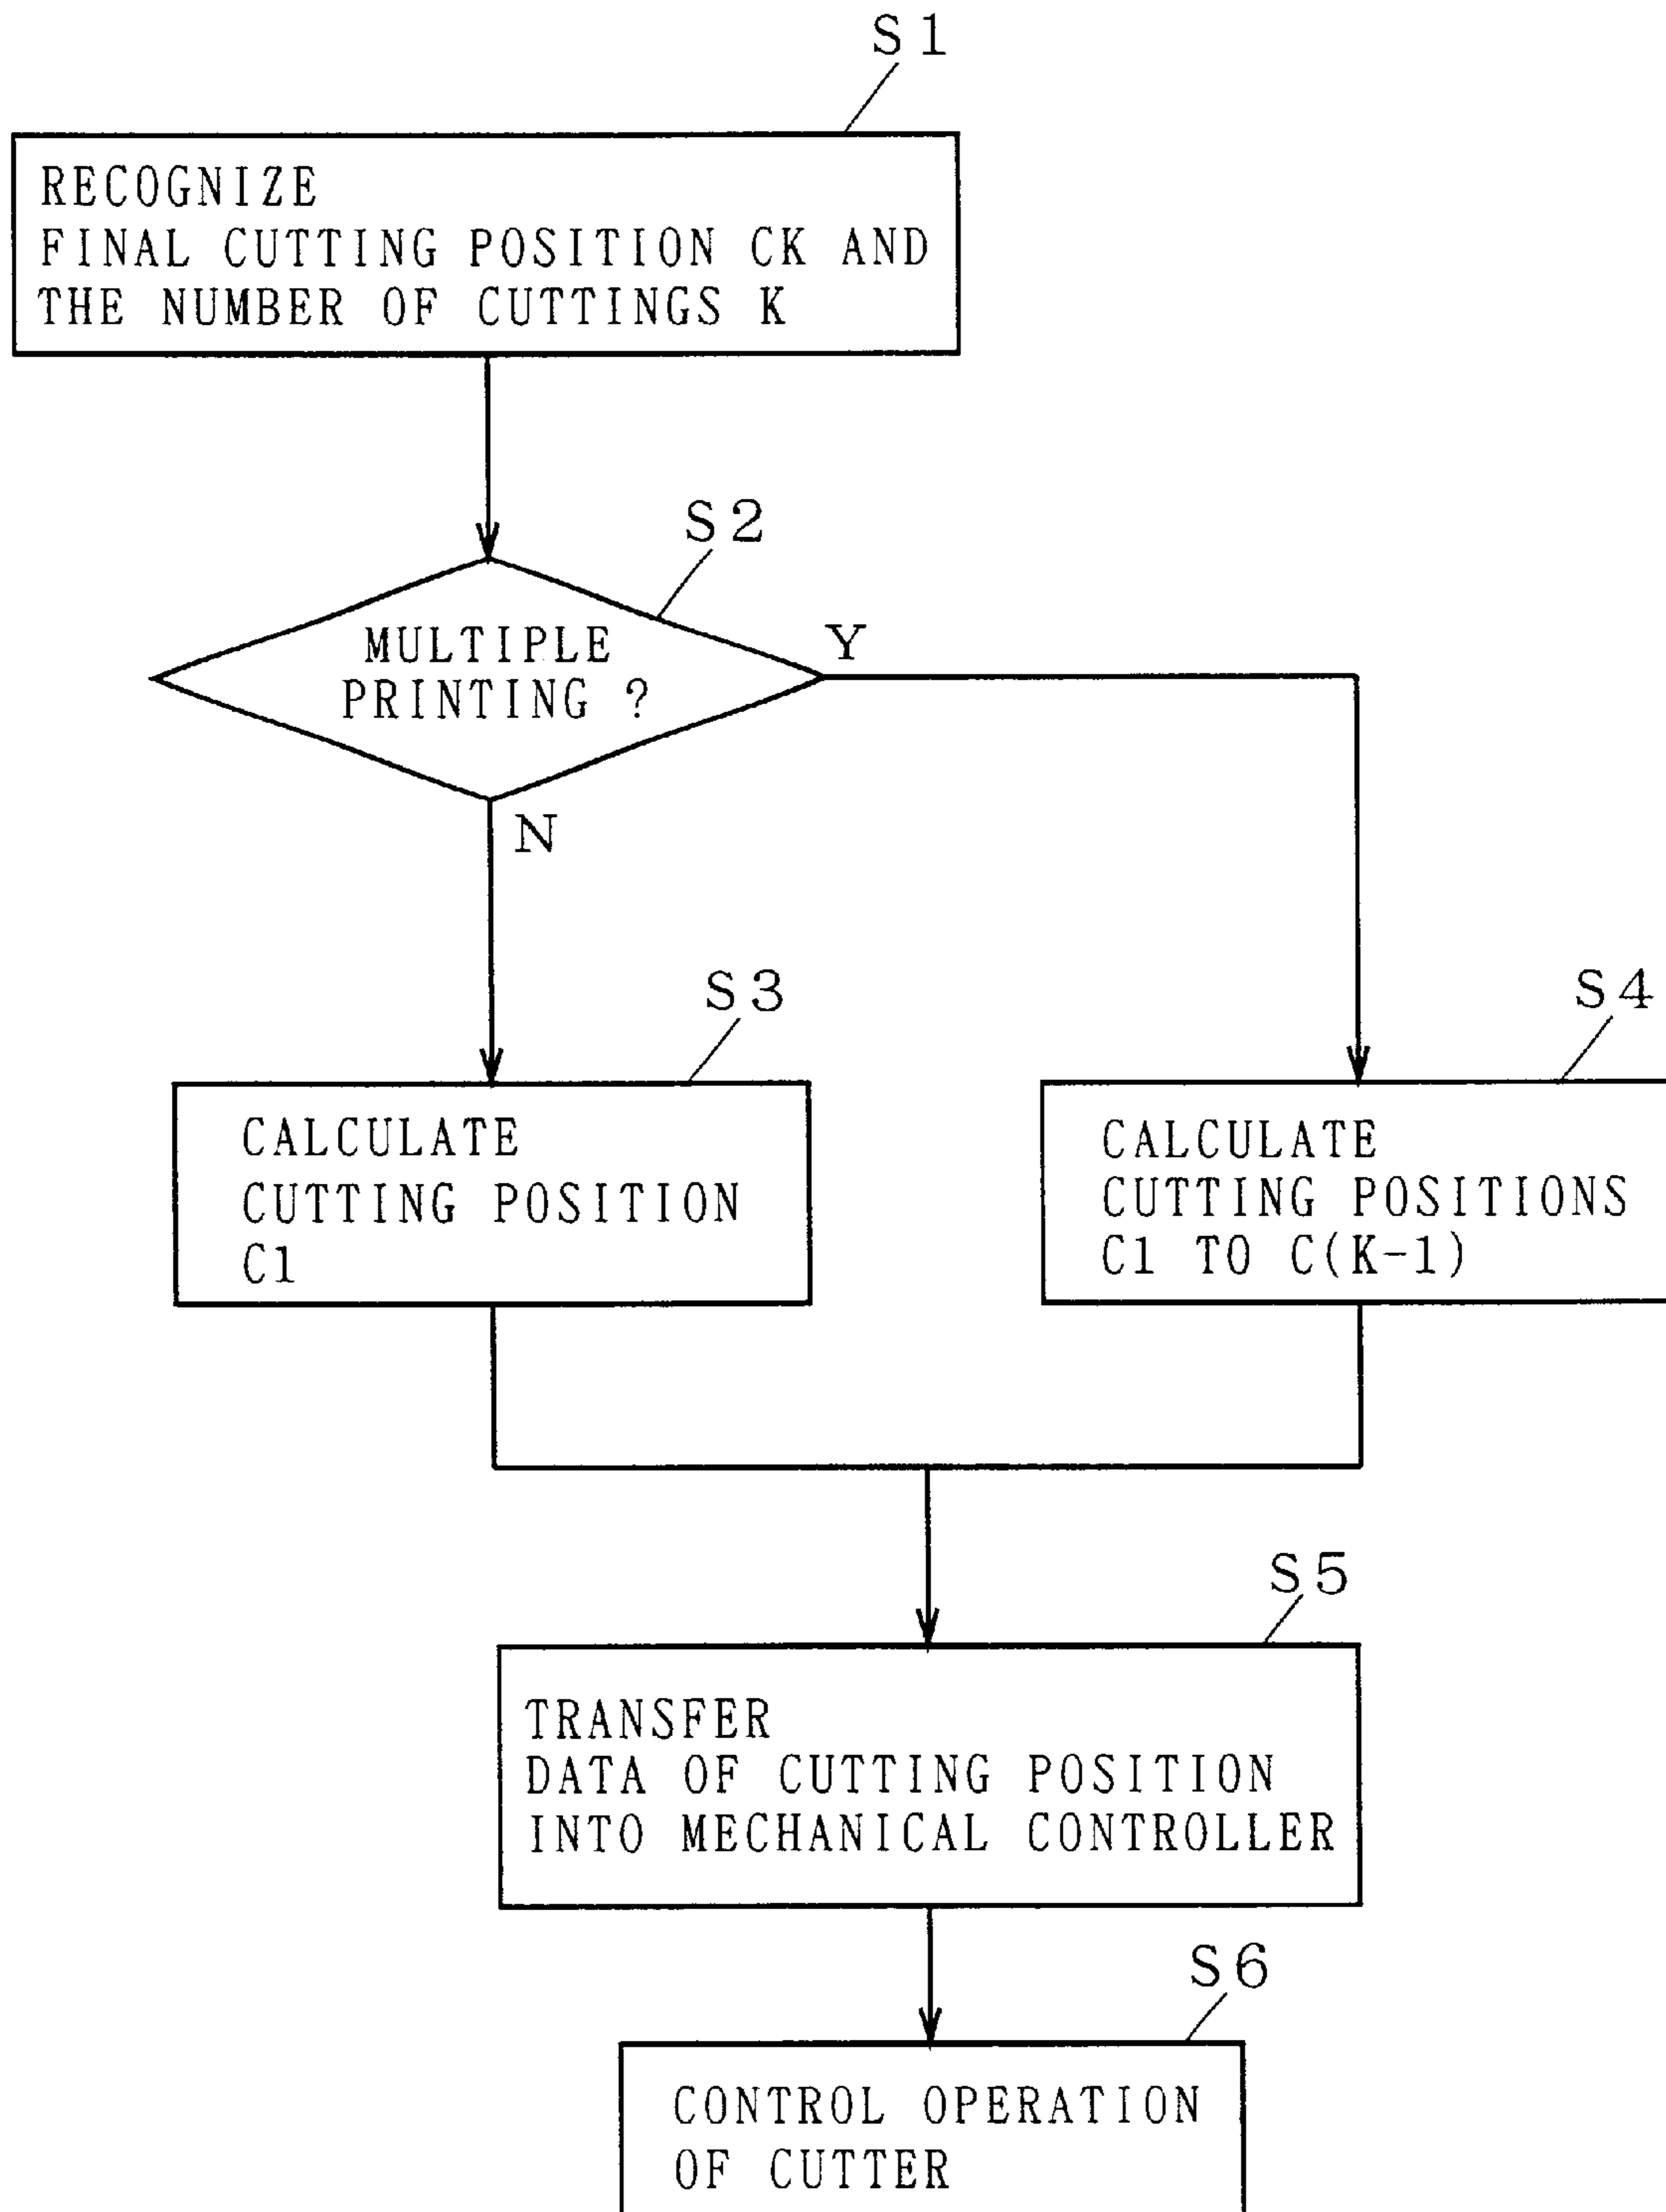 S1
RECOGNIZE
FINAL CUTTING POSITION CK AND
THE NUMBER OF CUTTINGS K
S2
MULTIPLE
PRINTING ?
Y
N
S3
CALCULATE
CUTTING POSITION
C1
S4
CALCULATE
CUTTING POSITIONS
C1 TO C(K-1)
S5
TRANSFER
DATA OF CUTTING POSITION
INTO MECHANICAL CONTROLLER
S6
CONTROL OPERATION
OF CUTTER